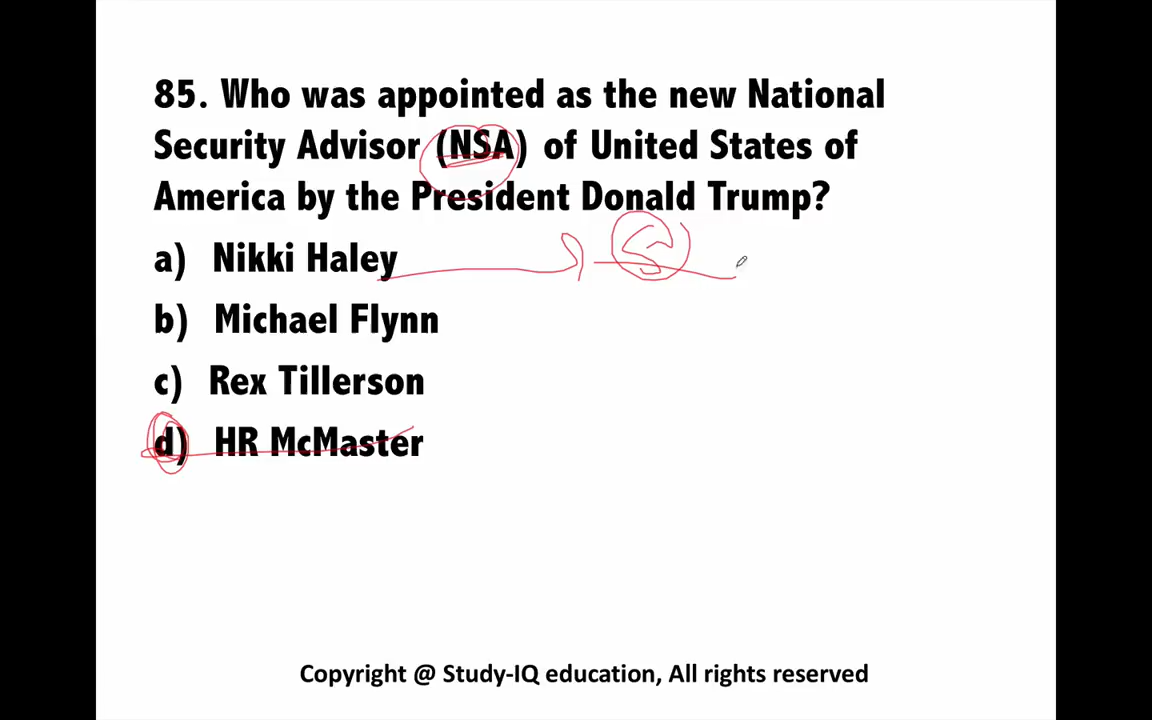 85. Who was appointed as the new National
Security Advisor (NSA) of United States of
America by the President Donald Trump?
a) Nikki Haley
b) Michael Flynn
c) Rex Tillerson
d) HR McMaster
Copyright @ Study-IQ education, All rights reserved